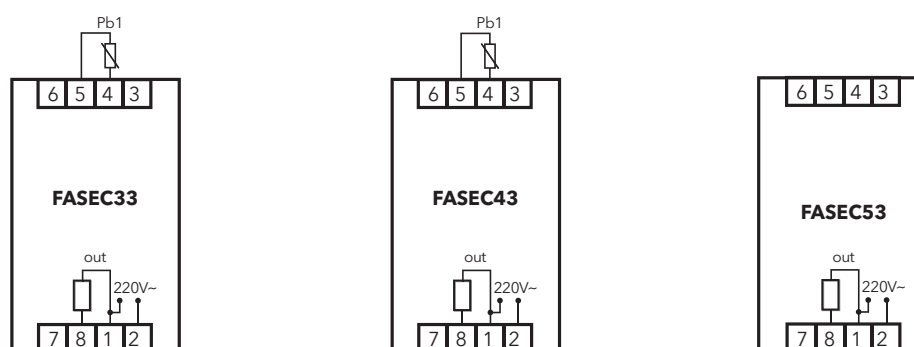 Pb1
6 5 4 3
FASEC33
out
220V~
7 8 1 2
Pb1
6 5 4 3
FASEC43
out
220V~
7 8 1 2
6 5 4 3
FASEC53
out
220V~
7 8 1 2